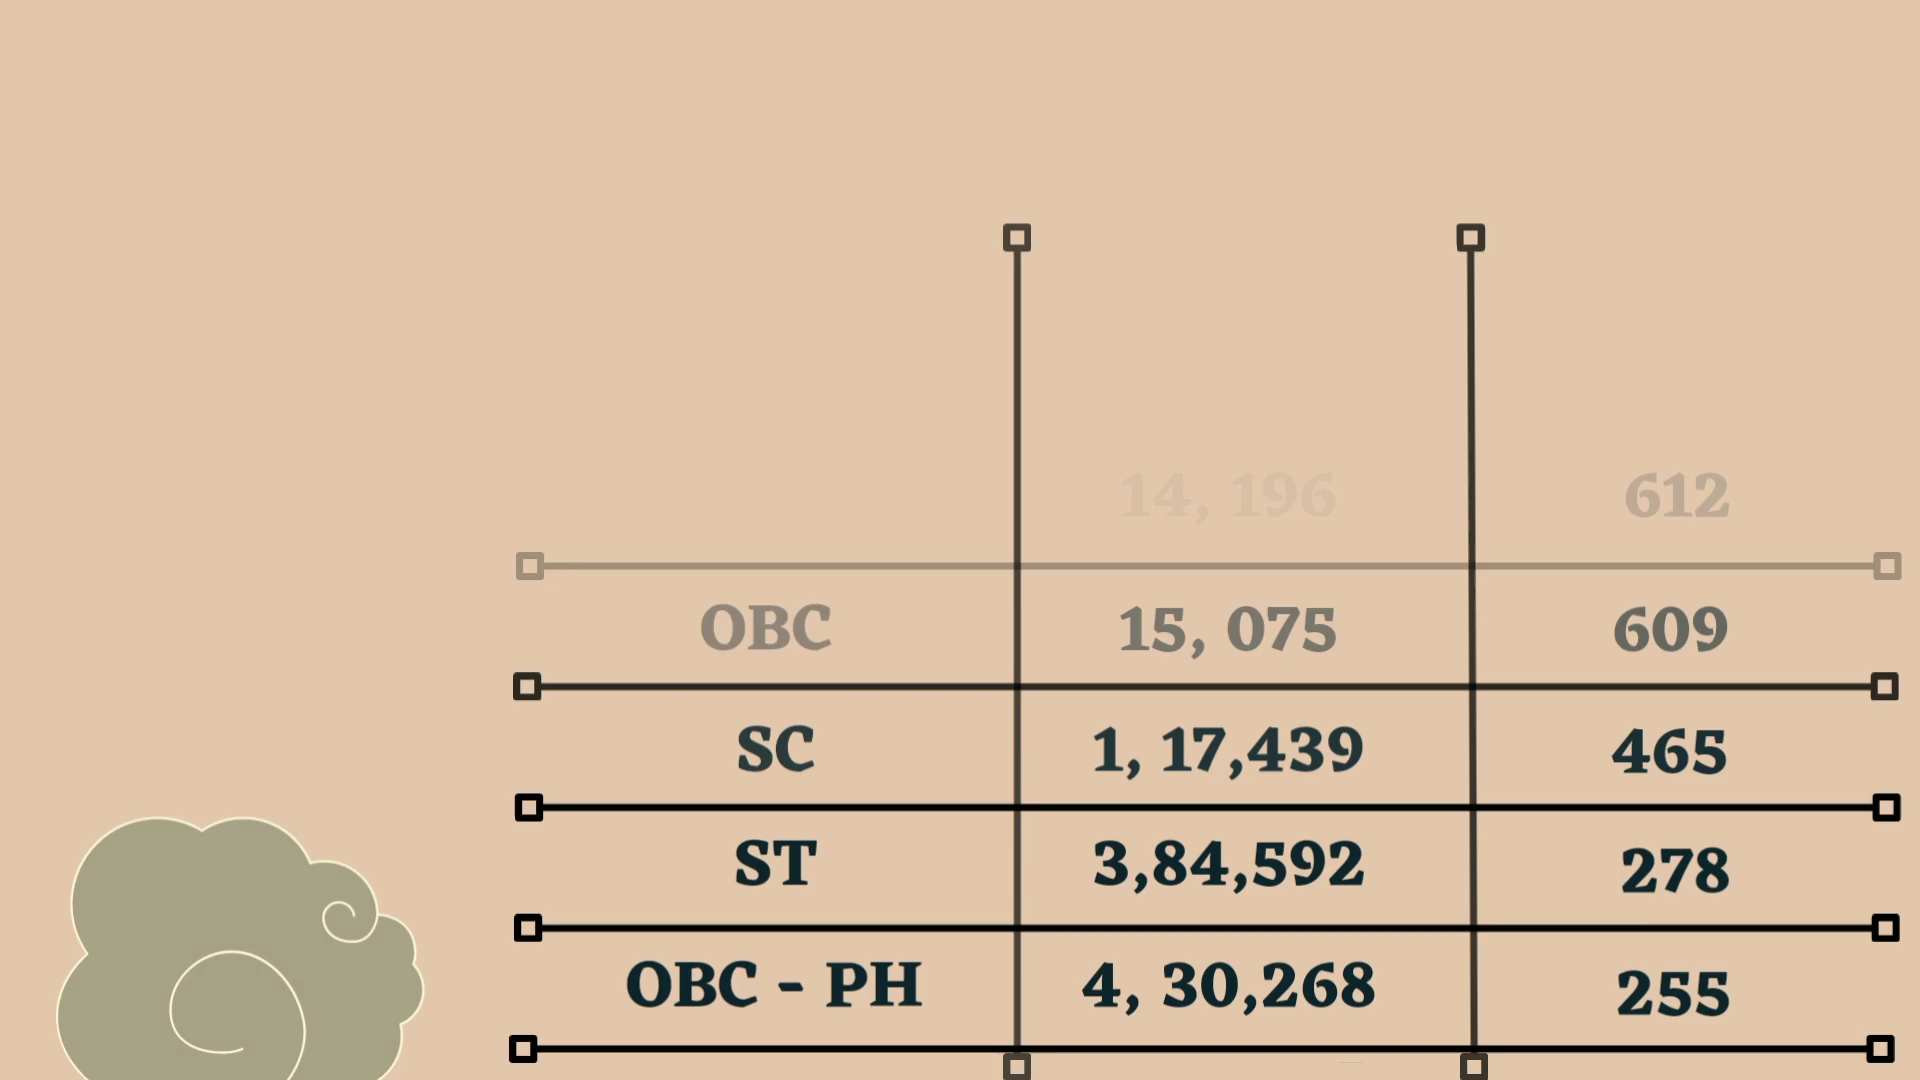 14, 196 612
OBC 15, 075 609
SC 1, 17,439 465
ST 3,84,592 278
OBC - PH 4, 30,268 255